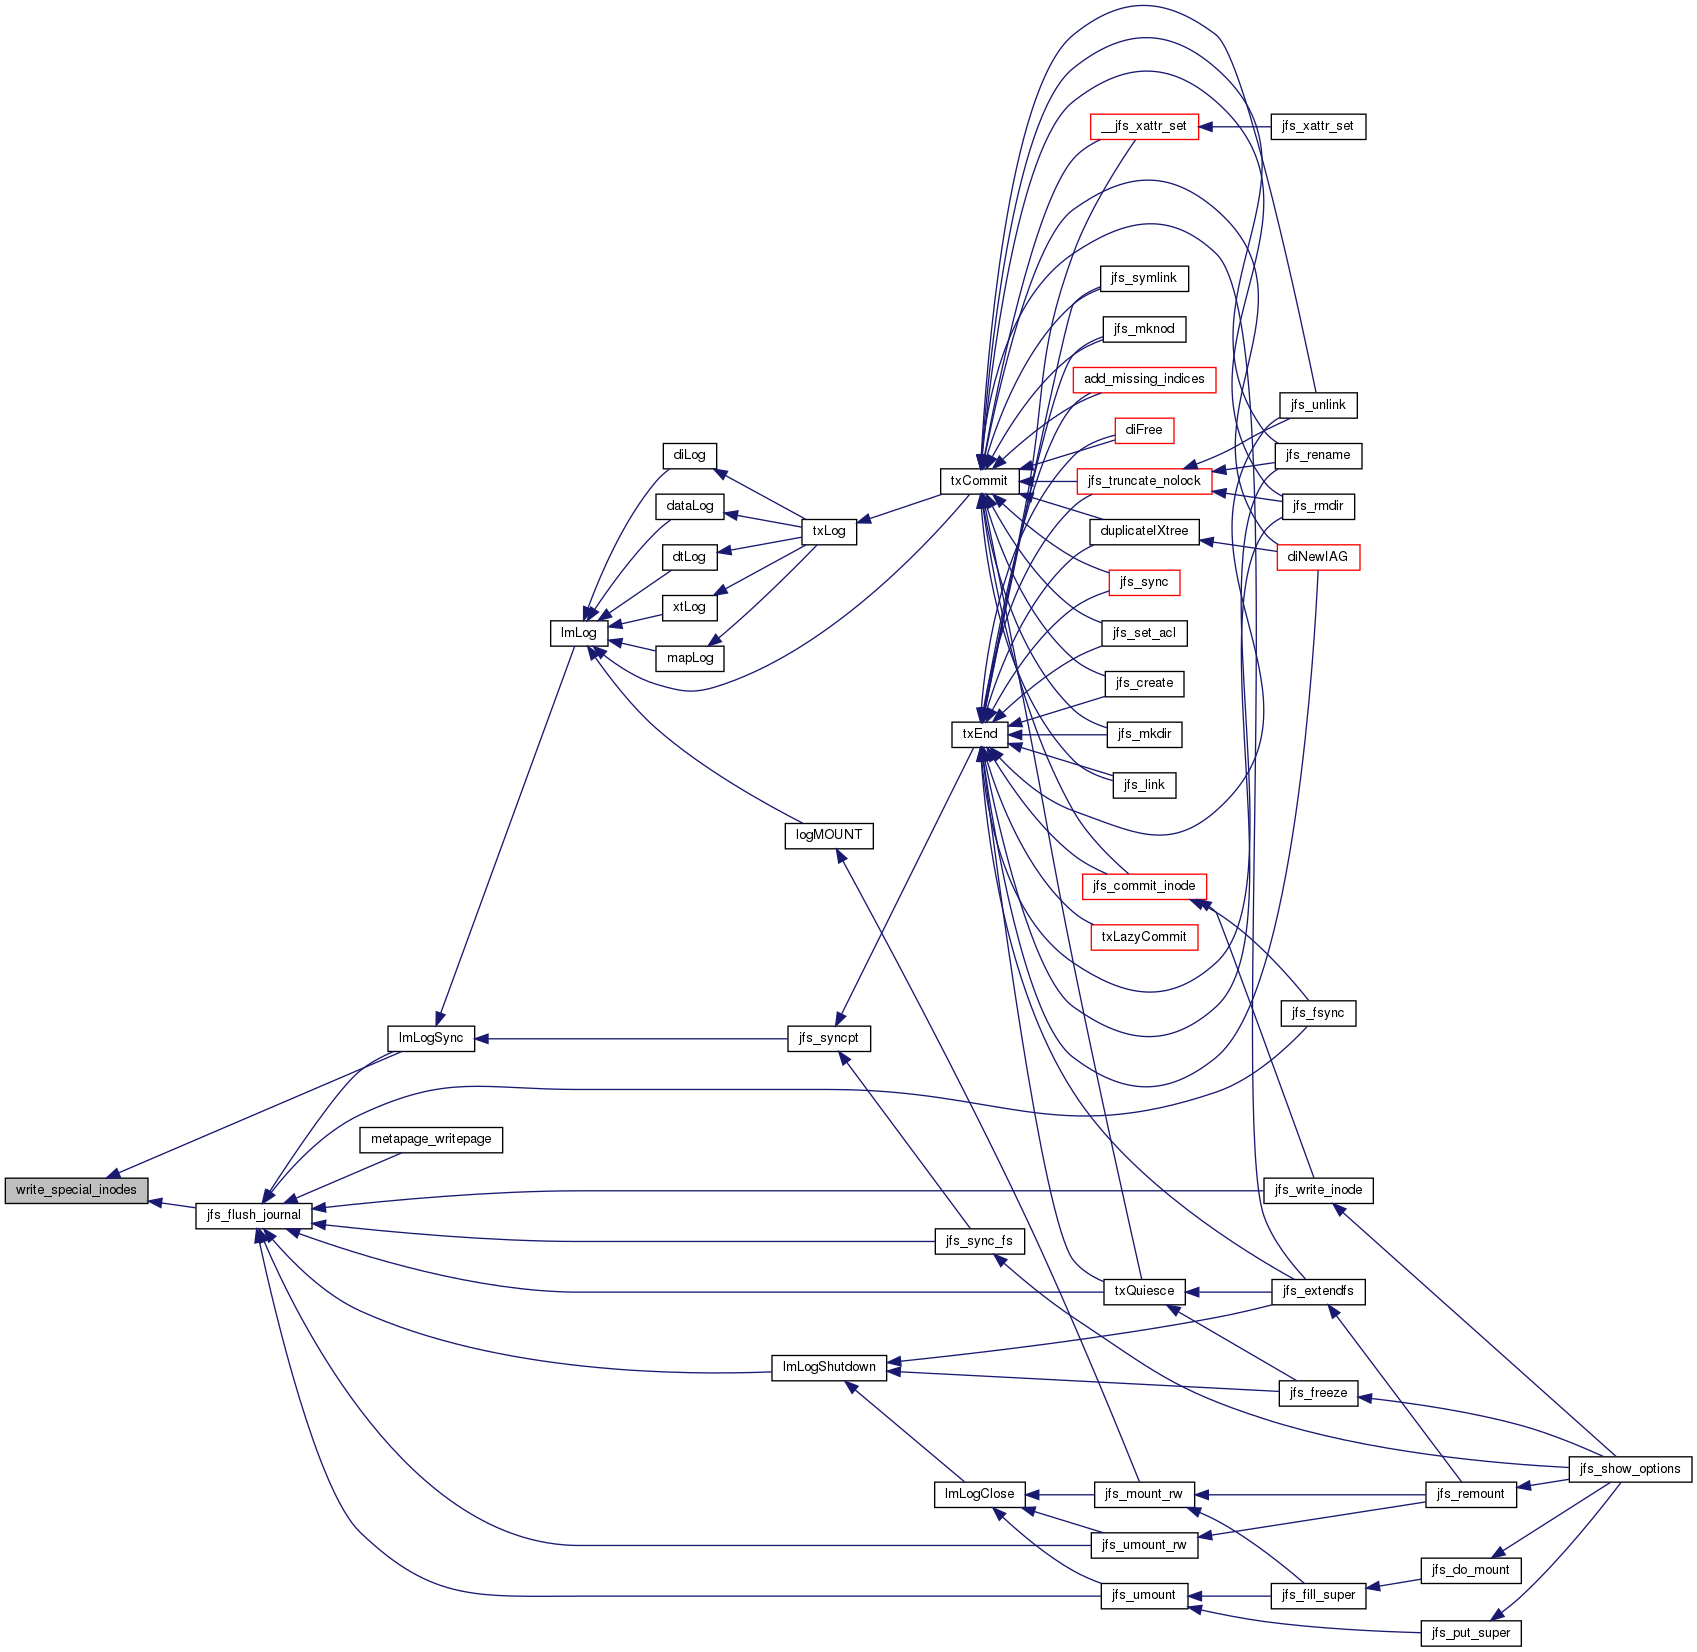 __jfs_xattr_set
jfs_xattr_set
jfs_symlink
jfs_mknod
add_missing_indices
jfs_unlink
diFree
diLog
jfs_rename
txCommit
jfs_truncate_nolock
dataLog
jfs_rmdir
txLog
duplicateIXtree
dtLog
diNewIAG
jfs_sync
xtLog
lmLog
jfs_set_acl
mapLog
jfs_create
txEnd
jfs_mkdir
jfs_link
logMOUNT
jfs_commit_inode
txLazyCommit
jfs_fsync
lmLogSync
jfs_syncpt
metapage_writepage
write_special_inodes
jfs_write_inode
jfs_flush_journal
jfs_sync_fs
txQuiesce
jfs_extendfs
lmLogShutdown
jfs_freeze
jfs_show_options
lmLogClose
jfs_mount_rw
jfs_remount
jfs_umount_rw
jfs_do_mount
jfs_umount
jfs_fill_super
jfs_put_super